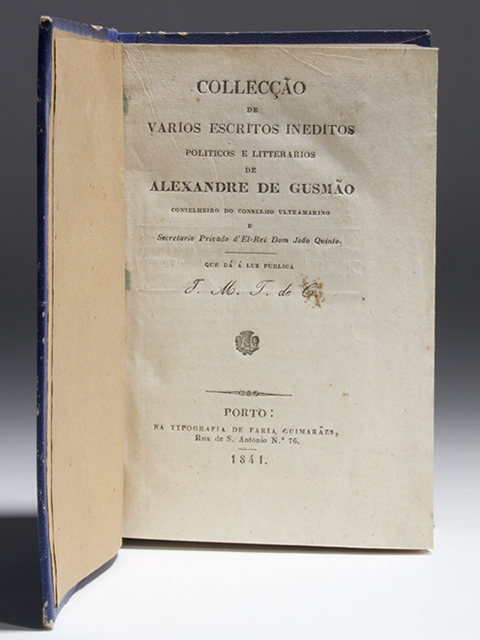 COLLECÇÃO
DE
VARIOS ESCRITOS INEDITOS
POLITICOS E LITTERARIOS
DE
ALEXANDRE DE GUSMÃO
CONSELHEIRO DO CONSELHO ULTRAMARINO
E
Secretario Privado d'El-Rei Dom João Quinto.
QUE DÁ Á LUZ PÚBLICA
J. M. T. de C.
PORTO:
NA TIPOGRAFIA DE FARIA GUIMARÃES,
Rua de S. Antonio N.º 76.
1841.